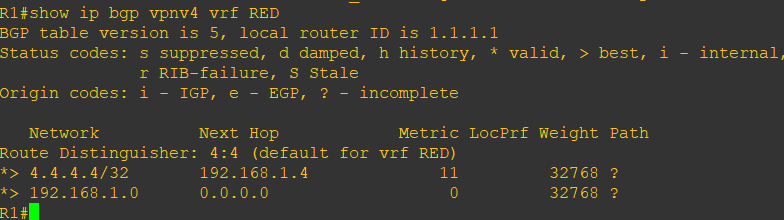 R1#show ip bgp vpnv4 vrf RED
BGP table version is 5, local router ID is 1.1.1.1
Status codes: s suppressed, d damped, h history, * valid, > best, i - internal,
              r RIB-failure, S Stale
Origin codes: i - IGP, e - EGP, ? - incomplete

   Network          Next Hop            Metric LocPrf Weight Path
Route Distinguisher: 4:4 (default for vrf RED)
*> 4.4.4.4/32       192.168.1.4             11         32768 ?
*> 192.168.1.0      0.0.0.0                  0         32768 ?
R1#